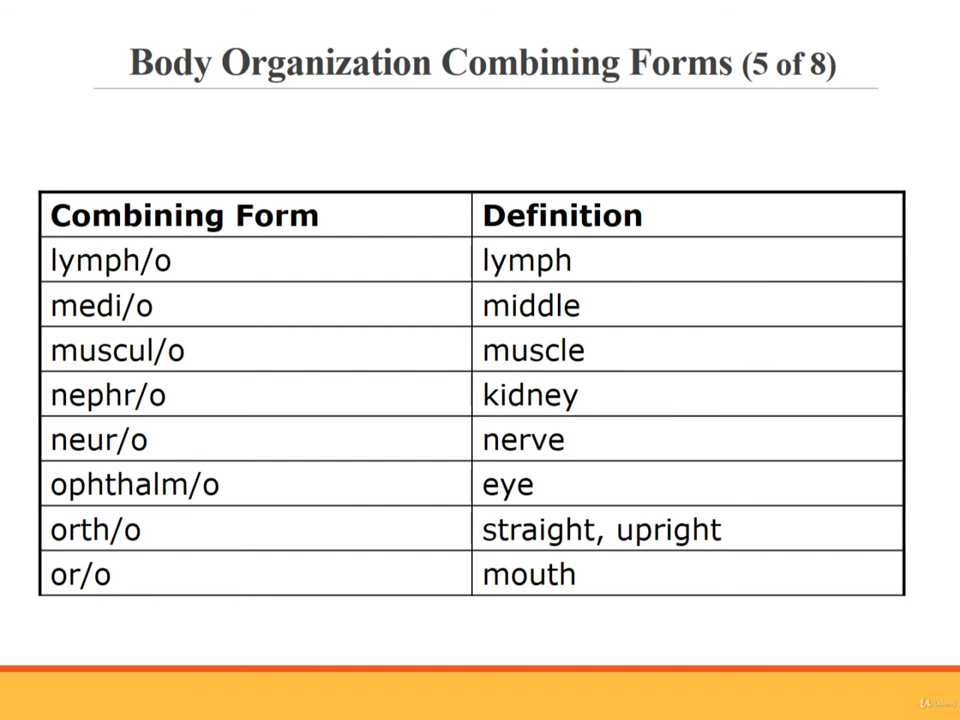 Body Organization Combining Forms (5 of 8)
Combining Form Definition
lymph/o lymph
medi/o middle
muscul/o muscle
nephr/o kidney
neur/o nerve
ophthalm/o eye
orth/o straight, upright
or/o mouth
Udemy